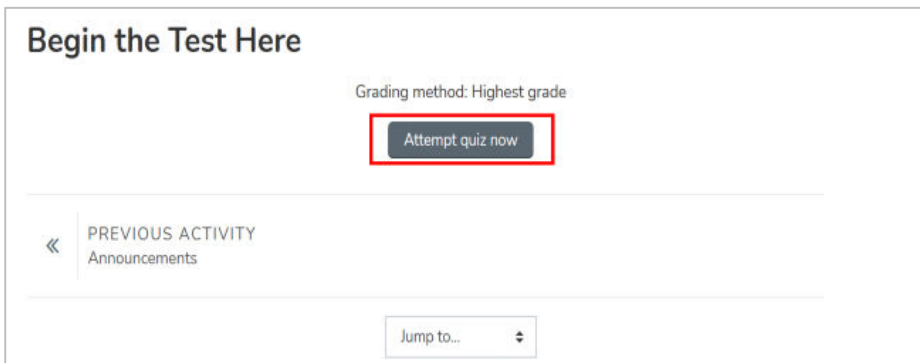 Begin the Test Here
Grading method: Highest grade
Attempt quiz now
PREVIOUS ACTIVITY
Announcements
Jump to...